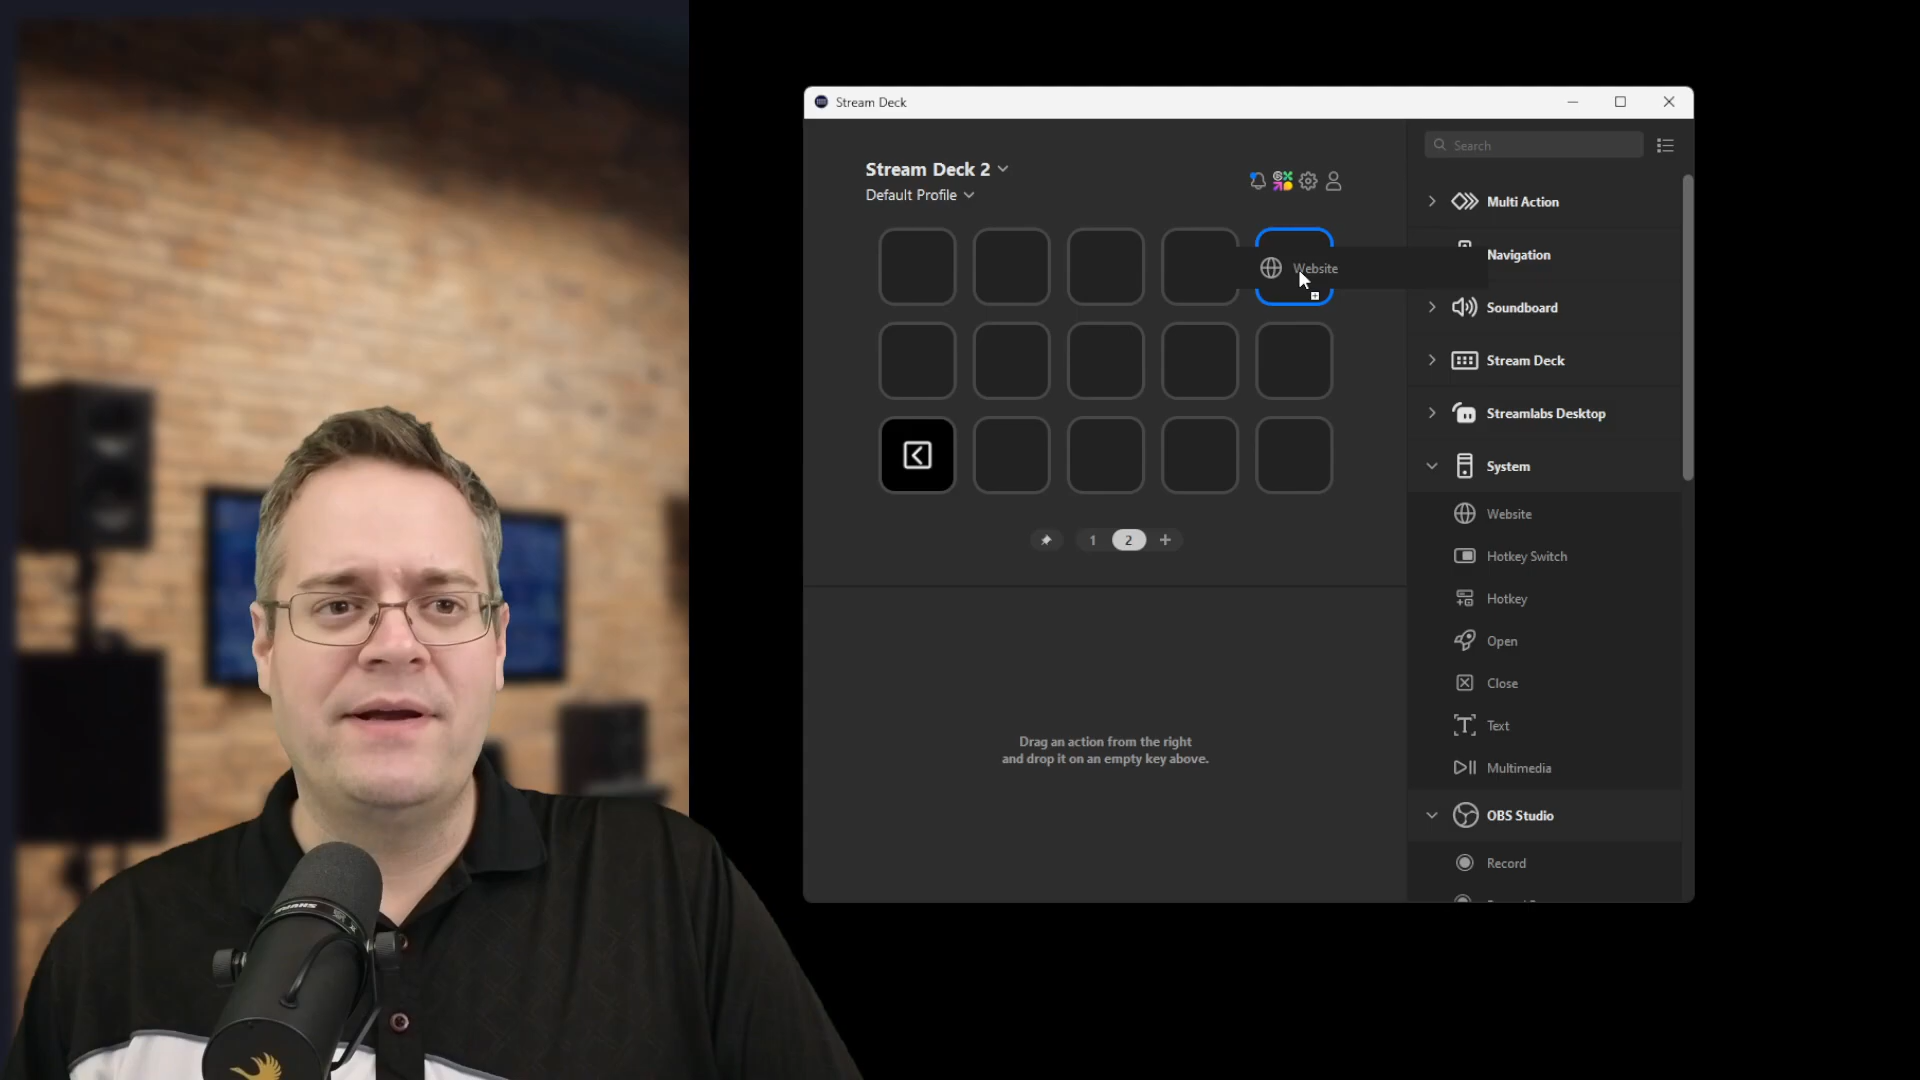 Stream Deck
Stream Deck 2
Default Profile
Website
1
2
Drag an action from the right
and drop it on an empty key above.
Search
Multi Action
Navigation
Soundboard
Stream Deck
Streamlabs Desktop
System
Website
Hotkey Switch
Hotkey
Open
Close
Text
Multimedia
OBS Studio
Record
SHURE